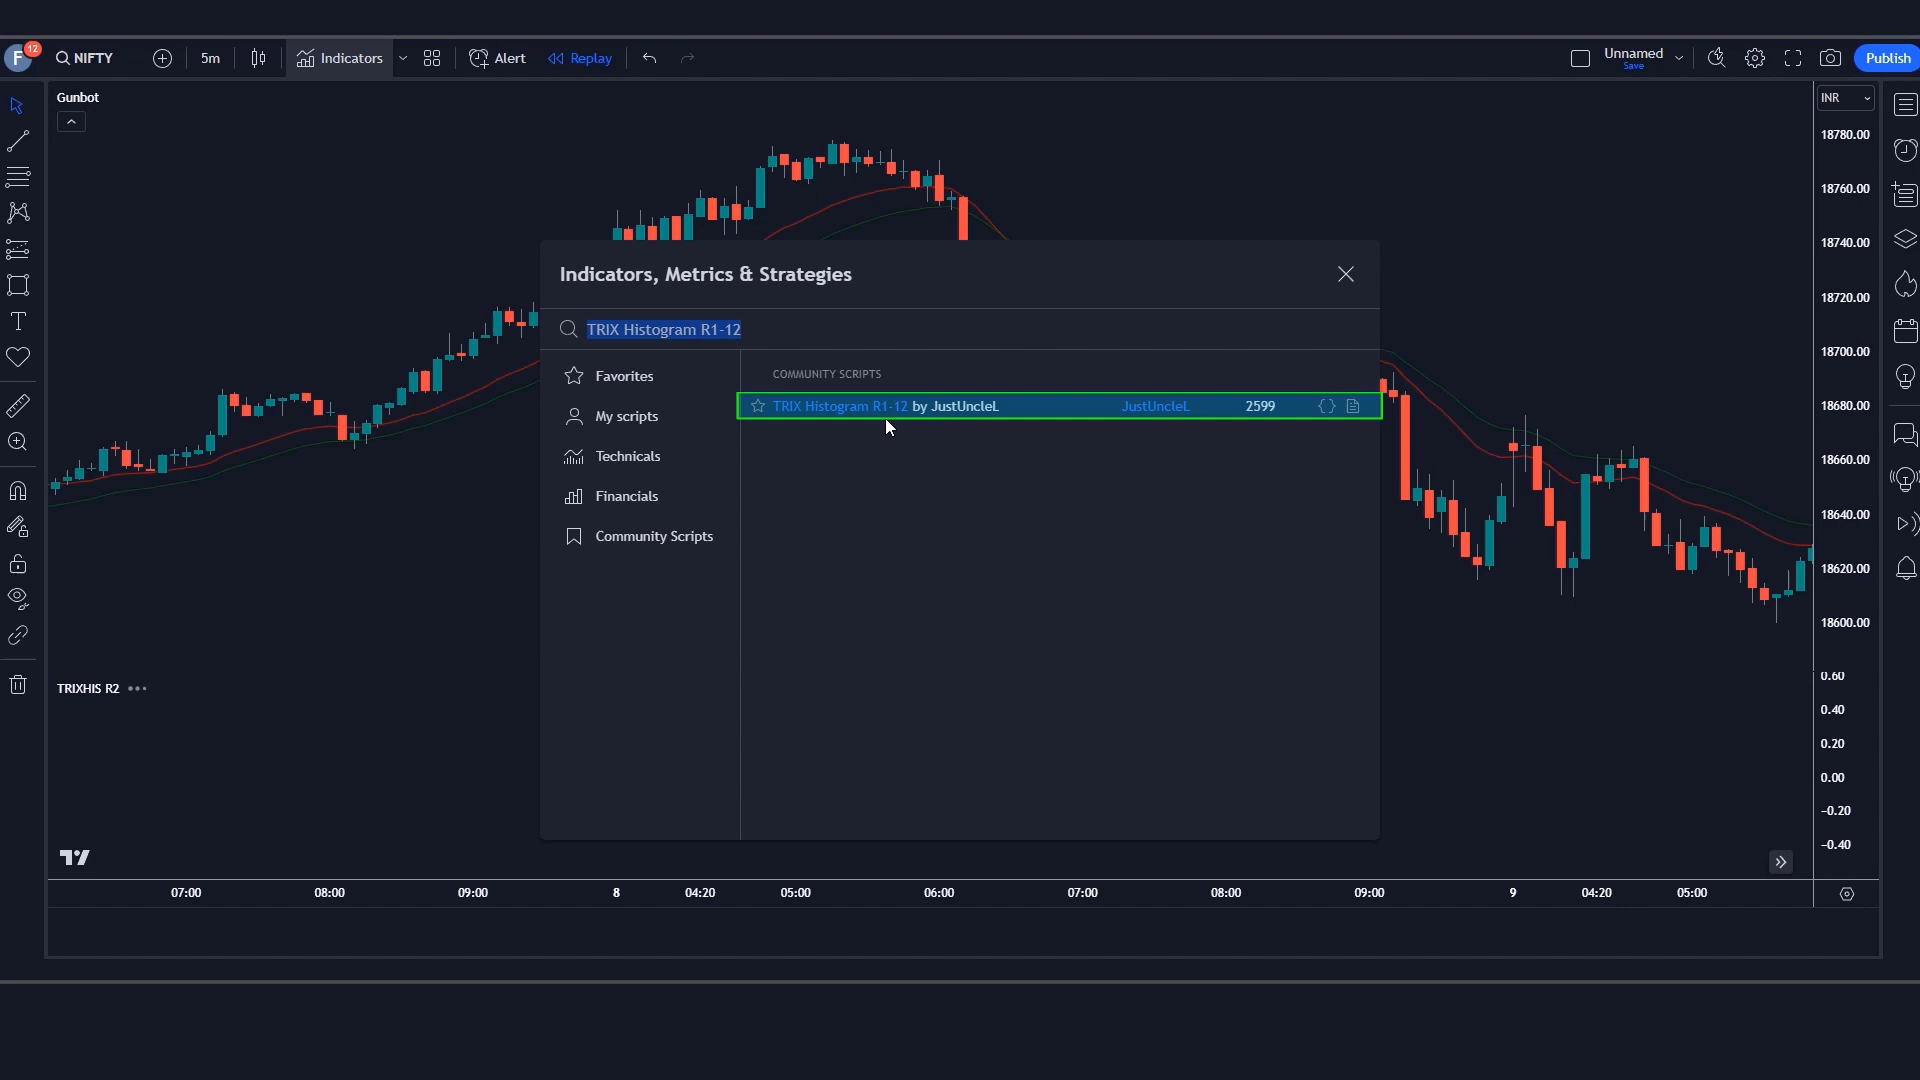 F 12 NIFTY 5m Indicators Alert Replay Unnamed Save Publish
Gunbot
INR
18780.00
18760.00
18740.00
18720.00
18700.00
18680.00
18660.00
18640.00
18620.00
18600.00
Indicators, Metrics & Strategies
TRIX Histogram R1-12
Favorites
My scripts
Technicals
Financials
Community Scripts
COMMUNITY SCRIPTS
TRIX Histogram R1-12 by JustUncleL JustUncleL 2599
TRIXHIS R2
0.60
0.40
0.20
0.00
−0.20
−0.40
07:00 08:00 09:00 8 04:20 05:00 06:00 07:00 08:00 09:00 9 04:20 05:00